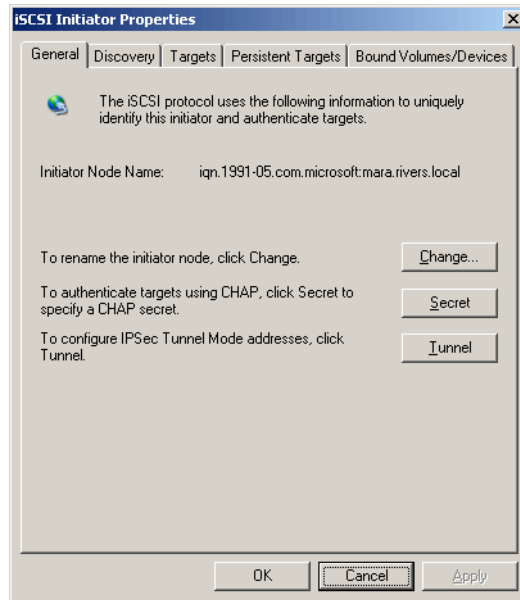 iSCSI Initiator Properties
General Discovery Targets Persistent Targets Bound Volumes/Devices
The iSCSI protocol uses the following information to uniquely
identify this initiator and authenticate targets.
Initiator Node Name: iqn.1991-05.com.microsoft:mara.rivers.local
To rename the initiator node, click Change. Change...
To authenticate targets using CHAP, click Secret to
specify a CHAP secret.
Secret
To configure IPSec Tunnel Mode addresses, click
Tunnel.
Tunnel
OK Cancel Apply